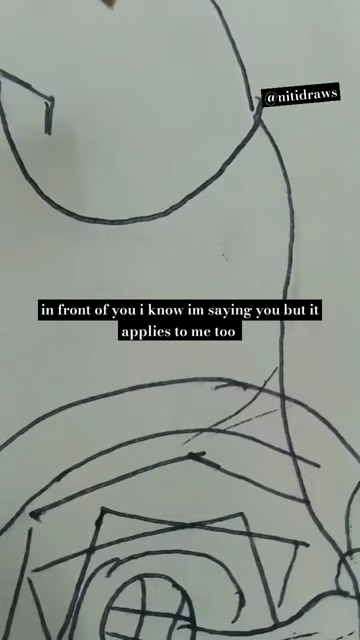 @nitidraws
in front of you i know im saying you but it
applies to me too